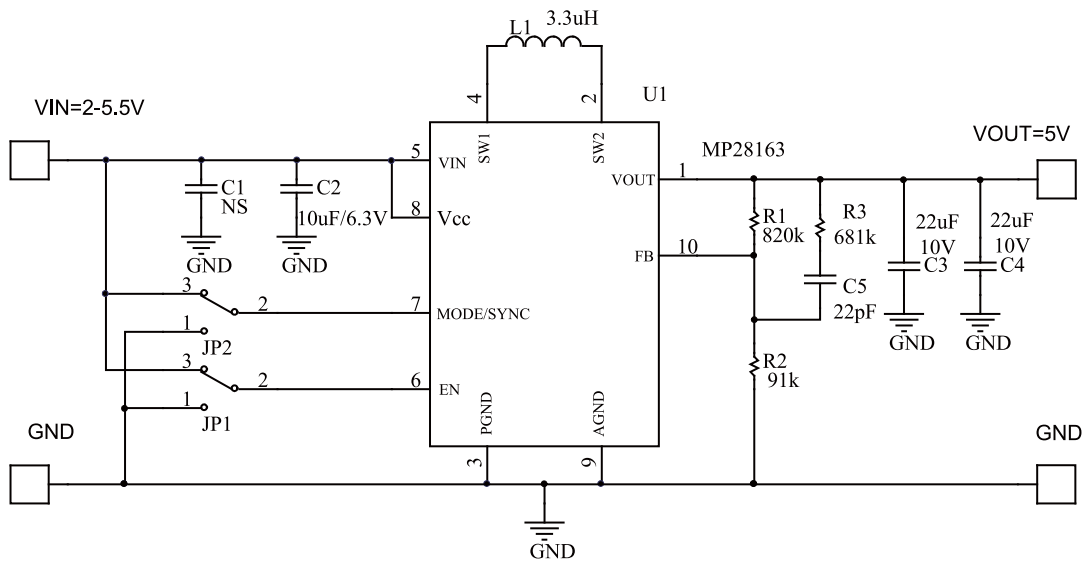 L1 3.3uH
4
2
U1
VIN=2-5.5V
VOUT=5V
SW1
SW2
MP28163
5
VIN
VOUT
1
C1
NS
C2
10uF/6.3V
8
Vcc
GND
GND
R1
820k
R3
681k
22uF
10V
C3
22uF
10V
C4
FB
10
C5
22pF
GND
GND
3
2
7
MODE/SYNC
1
JP2
3
2
6
EN
1
JP1
R2
91k
PGND
AGND
GND
GND
3
9
GND